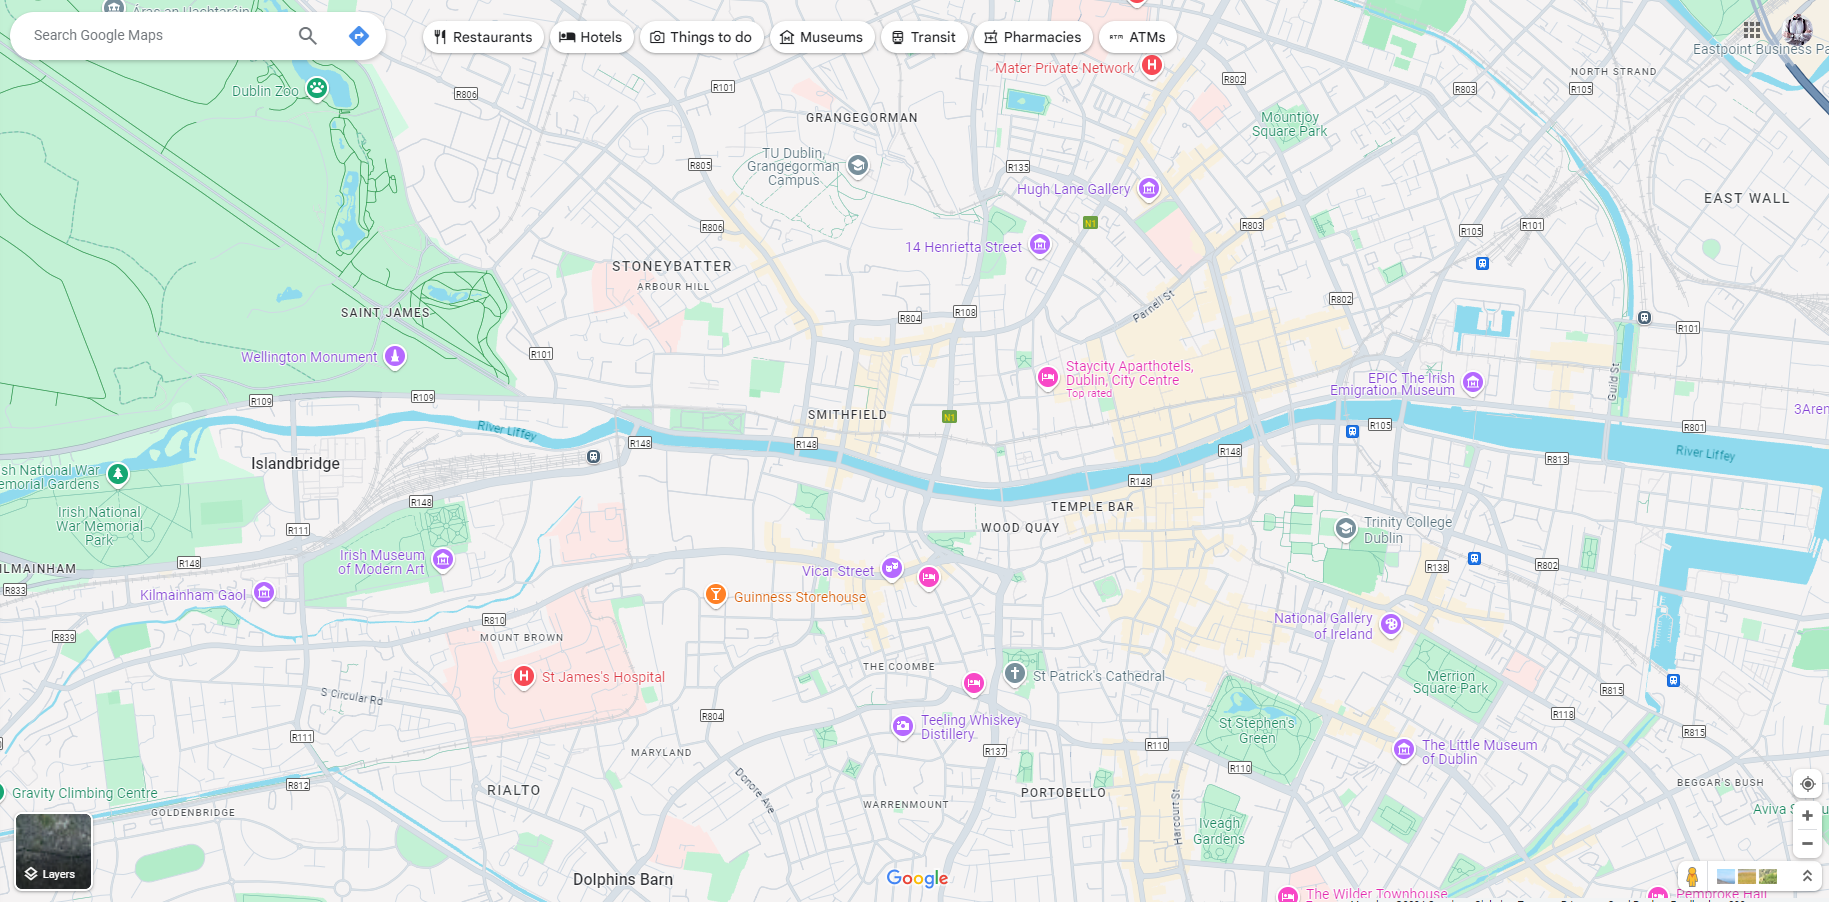 Search Google Maps
Restaurants
Hotels
Things to do
Museums
Transit
Pharmacies
ATMs
Eastpoint Business Pa
Áras an Uachtaráin
Mater Private Network
R802
NORTH STRAND
R105
R803
R101
R806
Dublin Zoo
GRANGEGORMAN
Mountjoy
Square Park
TU Dublin,
Grangegorman
Campus
R805
R135
Hugh Lane Gallery
EAST WALL
R806
N1
R803
R105
R101
14 Henrietta Street
STONEYBATTER
ARBOUR HILL
Parnell St
R802
SAINT JAMES
R804
R108
R101
Wellington Monument
R101
Staycity Aparthotels,
Dublin, City Centre
Top rated
EPIC The Irish
Emigration Museum
Guild St
R109
R109
SMITHFIELD
N1
3Aren
River Liffey
R148
R148
R148
R105
R801
River Liffey
R813
Islandbridge
sh National War
emorial Gardens
R148
R148
TEMPLE BAR
WOOD QUAY
Irish National
War Memorial
Park
R111
Trinity College
Dublin
Irish Museum
of Modern Art
R148
ILMAINHAM
R833
Kilmainham Gaol
Vicar Street
Guinness Storehouse
R138
R802
R810
MOUNT BROWN
National Gallery
of Ireland
R839
THE COOMBE
St James's Hospital
St Patrick's Cathedral
Merrion
Square Park
S Circular Rd
R815
R804
Teeling Whiskey
Distillery
St Stephen's
Green
R118
R111
MARYLAND
R137
R110
The Little Museum
of Dublin
R815
R110
R812
RIALTO
Donore Ave
PORTOBELLO
BEGGAR'S BUSH
Gravity Climbing Centre
GOLDENBRIDGE
WARRENMOUNT
Harcourt St
Aviva S
Iveagh
Gardens
Layers
Dolphins Barn
Google
The Wilder Townhouse
Pembroke Hall